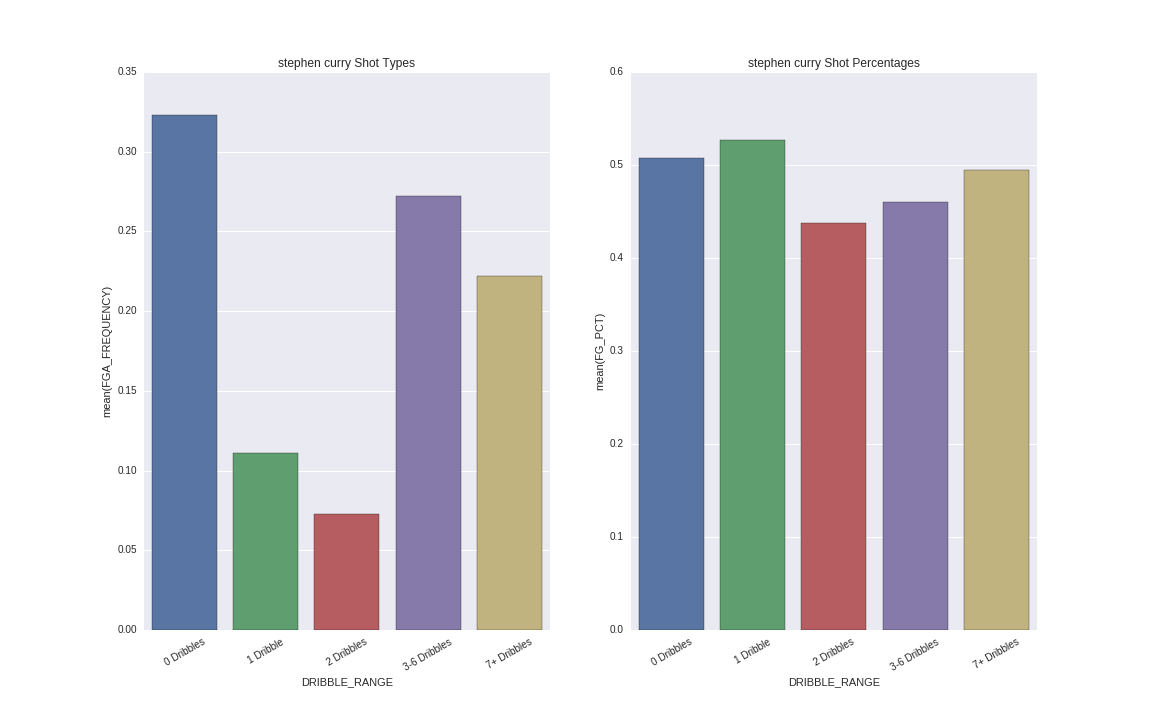 stephen curry Shot Types
0.35
0.30
0.25
0.20
0.15
0.10
0.05
0.00
mean(FGA_FREQUENCY)
0 Dribbles
1 Dribble
2 Dribbles
3-6 Dribbles
7+ Dribbles
DRIBBLE_RANGE
stephen curry Shot Percentages
0.6
0.5
0.4
0.3
0.2
0.1
0.0
mean(FG_PCT)
0 Dribbles
1 Dribble
2 Dribbles
3-6 Dribbles
7+ Dribbles
DRIBBLE_RANGE